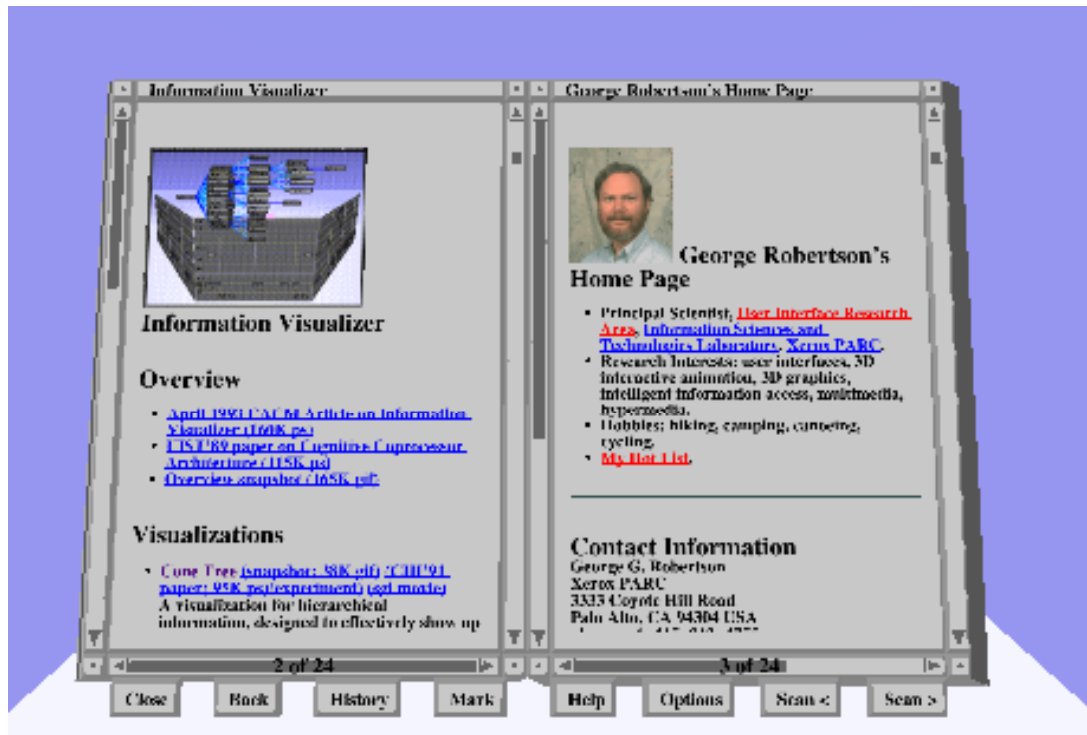 Information Visualizer
Information Visualizer
Overview
April 1993 CACM Article on Information
Visualizer (160K ps)
UIST'89 paper on Cognitive Coprocessor
Architecture (115K ps)
Overview snapshot (165K gif)
Visualizations
Cone Tree (snapshot: 38K gif) (CHI'91
paper: 95K ps/experiment) (sgi movie)
A visualization for hierarchical
information, designed to effectively show up
2 of 24
George Robertson's Home Page
George Robertson's
Home Page
Principal Scientist, User Interface Research
Area, Information Sciences and
Technologies Laboratory, Xerox PARC.
Research Interests: user interfaces, 3D
interactive animation, 3D graphics,
intelligent information access, multimedia,
hypermedia.
Hobbies: hiking, camping, canoeing,
cycling.
My Hot List.
Contact Information
George G. Robertson
Xerox PARC
3333 Coyote Hill Road
Palo Alto, CA 94304 USA
3 of 24
Close Back History Mark Help Options Scan < Scan >